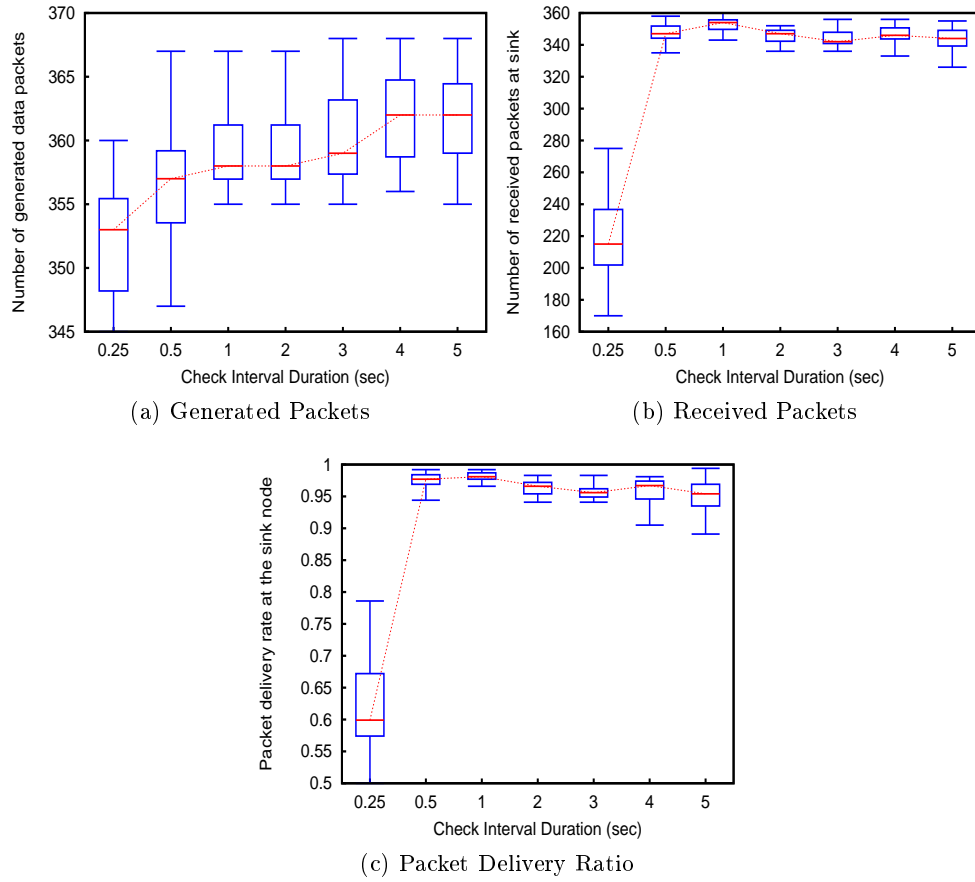 370
365
360
355
350
345
Number of generated data packets
0.25 0.5 1 2 3 4 5
Check Interval Duration (sec)
(a) Generated Packets
360
340
320
300
280
260
240
220
200
180
160
Number of received packets at sink
0.25 0.5 1 2 3 4 5
Check Interval Duration (sec)
(b) Received Packets
1
0.95
0.9
0.85
0.8
0.75
0.7
0.65
0.6
0.55
0.5
Packet delivery rate at the sink node
0.25 0.5 1 2 3 4 5
Check Interval Duration (sec)
(c) Packet Delivery Ratio